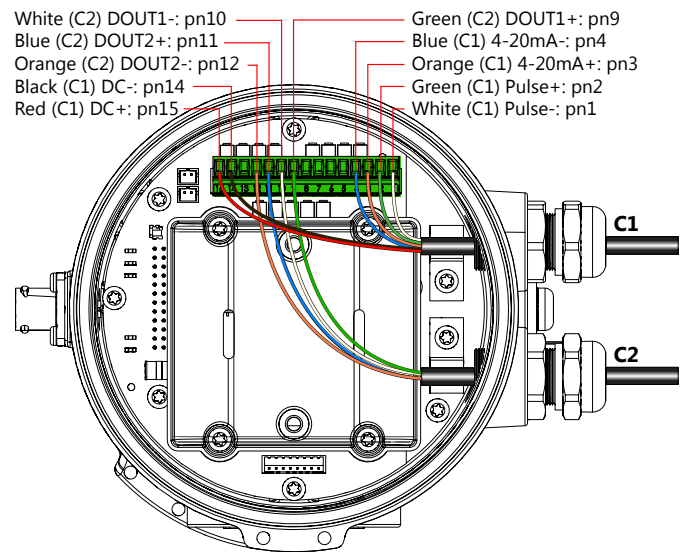 White (C2) DOUT1-: pn10
Blue (C2) DOUT2+: pn11
Orange (C2) DOUT2-: pn12
Black (C1) DC-: pn14
Red (C1) DC+: pn15
Green (C2) DOUT1+: pn9
Blue (C1) 4-20mA-: pn4
Orange (C1) 4-20mA+: pn3
Green (C1) Pulse+: pn2
White (C1) Pulse-: pn1
C1
C2